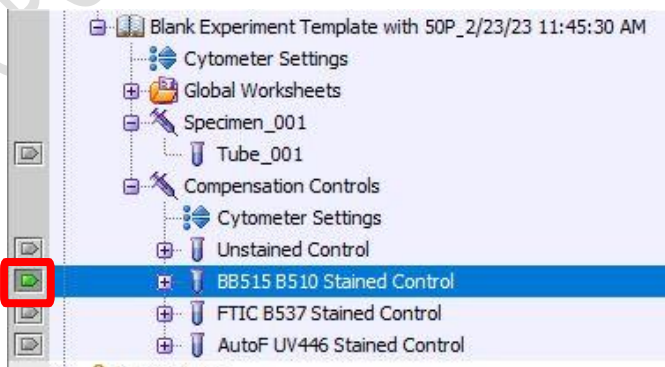 Blank Experiment Template with 50P_2/23/23 11:45:30 AM
Cytometer Settings
Global Worksheets
Specimen_001
Tube_001
Compensation Controls
Cytometer Settings
Unstained Control
BB515 B510 Stained Control
FTIC B537 Stained Control
AutoF UV446 Stained Control